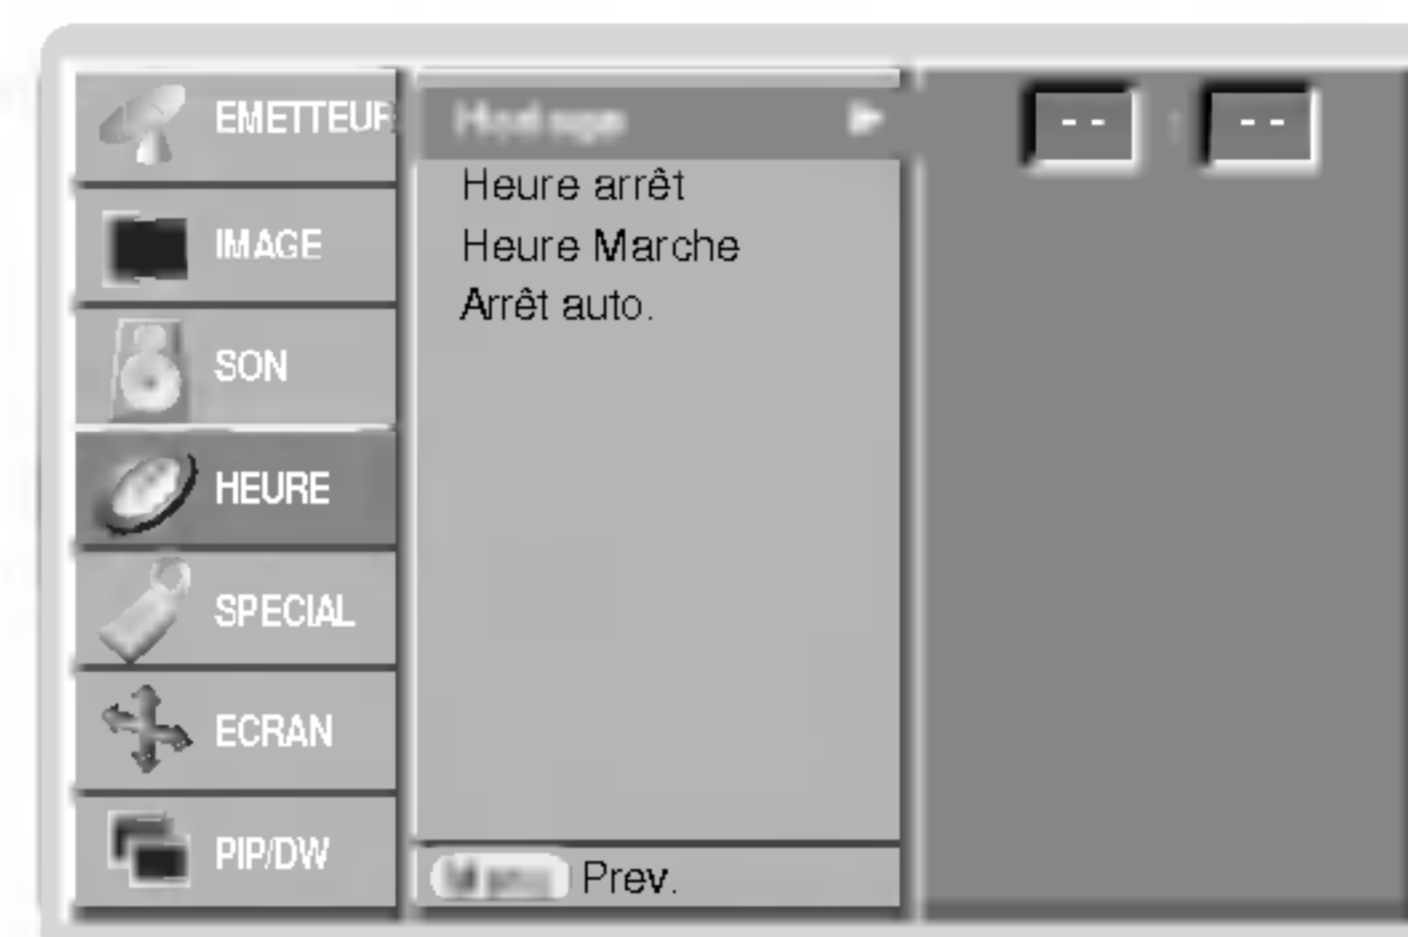 EMETTEUR
IMAGE
SON
HEURE
SPECIAL
ECRAN
PIP/DW
Heure arrêt
Heure Marche
Arrêt auto.
Prev.
-- : --